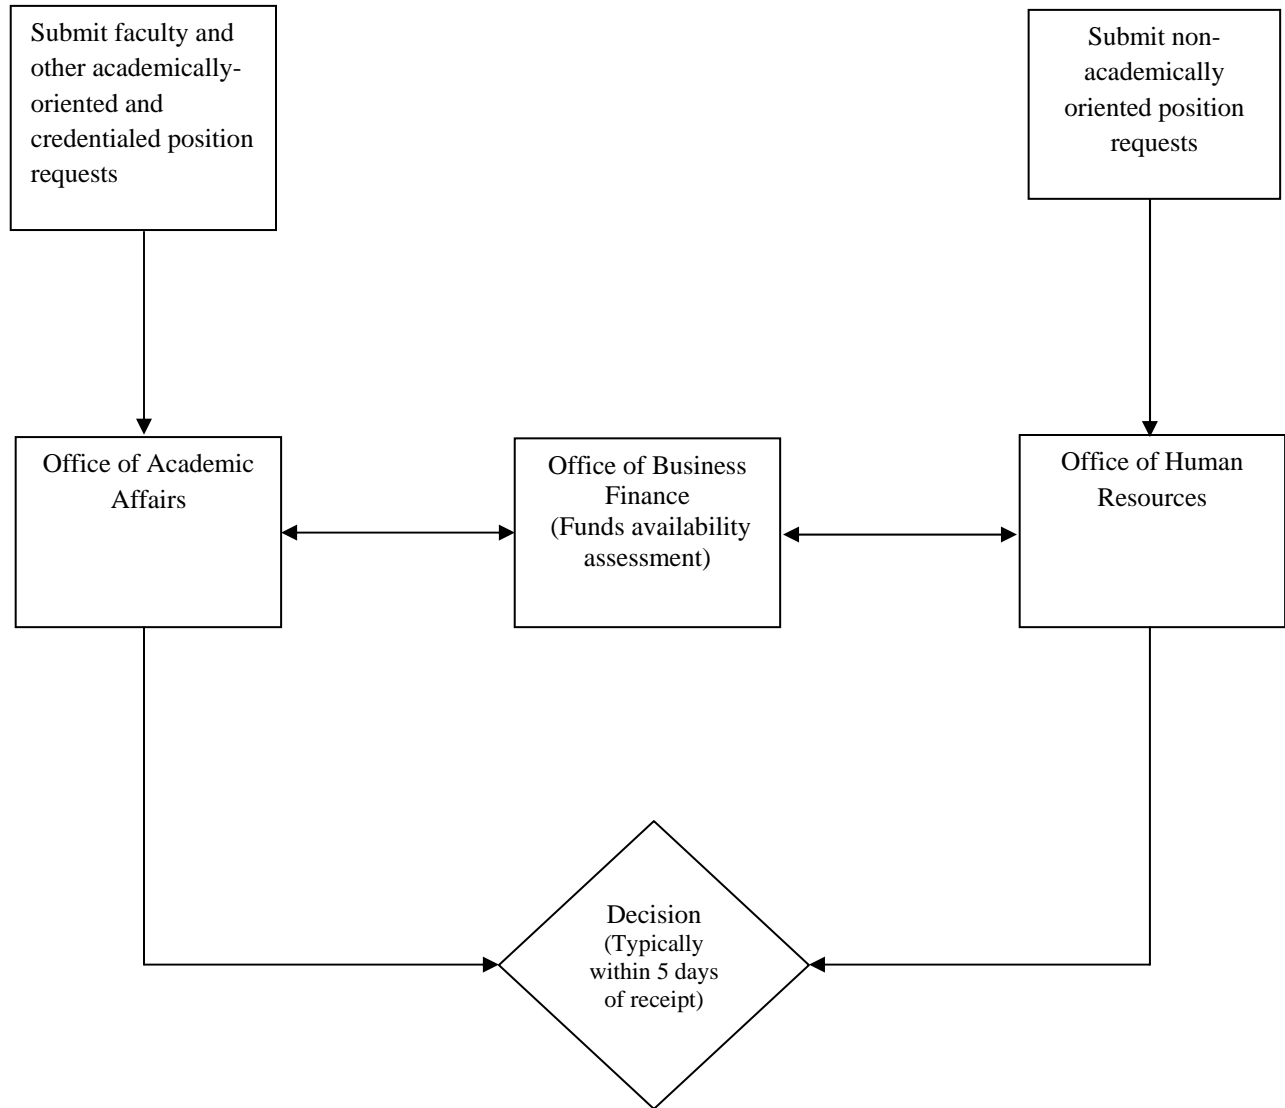 Submit faculty and
other academically-
oriented and
credentialed position
requests
Submit non-
academically
oriented position
requests
Office of Academic
Affairs
Office of Business
Finance
(Funds availability
assessment)
Office of Human
Resources
Decision
(Typically
within 5 days
of receipt)